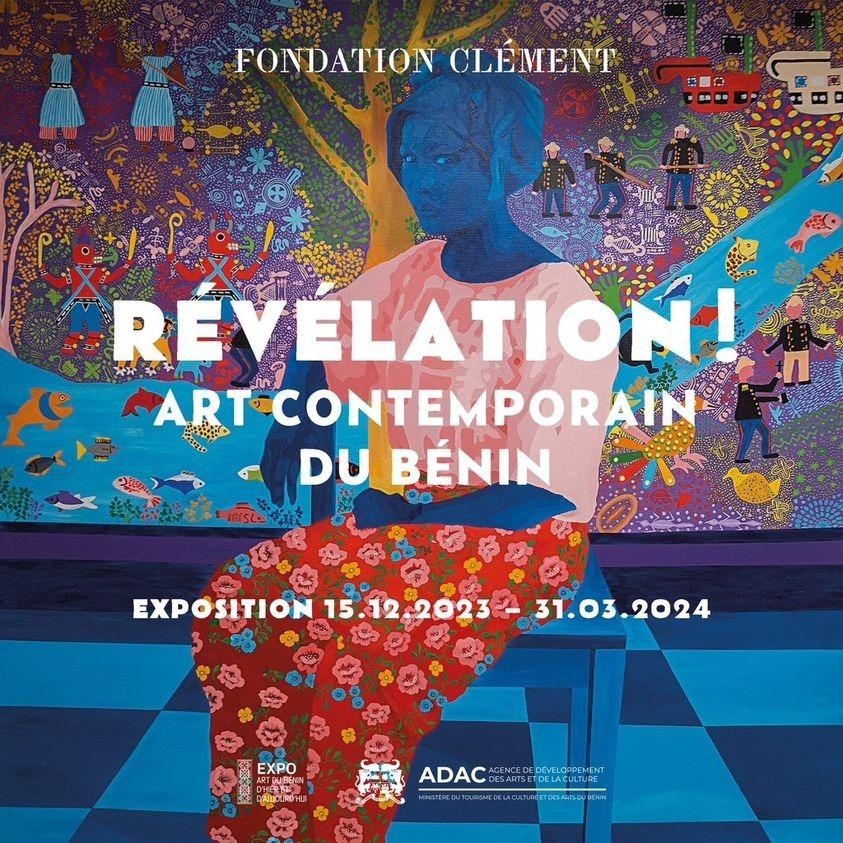 FONDATION CLÉMENT
RÉVÉLATION!
ART CONTEMPORAIN
DU BÉNIN
EXPOSITION 15.12.2023 – 31.03.2024
EXPO
ART DU BÉNIN
D'HIER ET
D'AUJOURD'HUI
ADAC AGENCE DE DÉVELOPPEMENT
DES ARTS ET DE LA CULTURE
MINISTÈRE DU TOURISME DE LA CULTURE ET DES ARTS DU BÉNIN